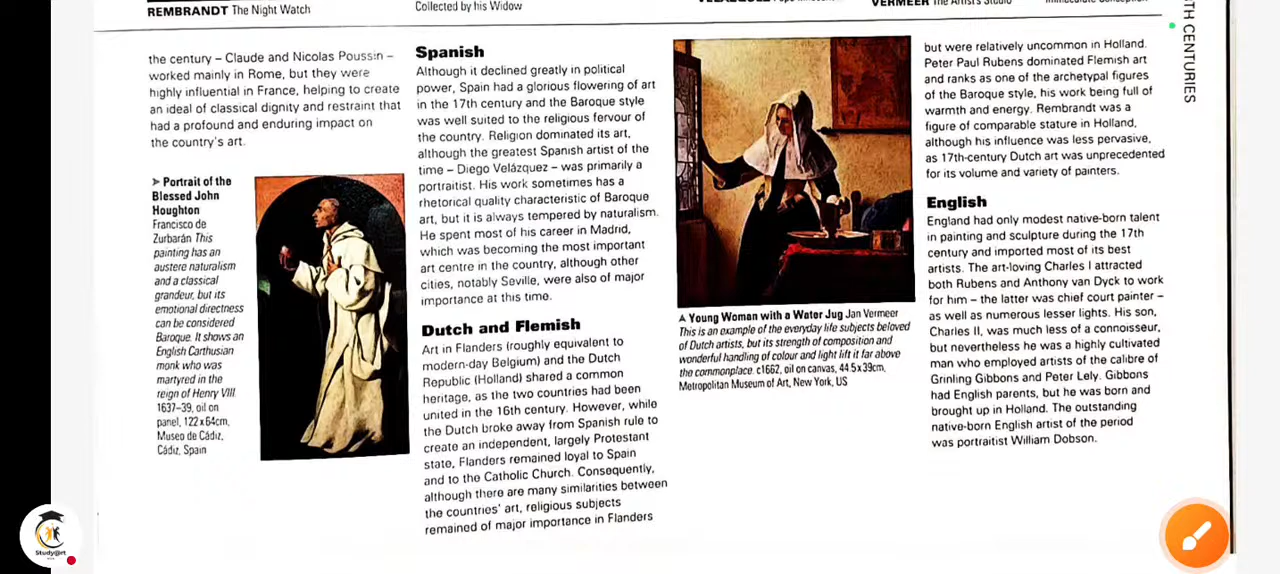 REMBRANDT The Night Watch
Collected by his Widow
VERMEER The Artist's Studio
TH CENTURIES
the century – Claude and Nicolas Poussin –
worked mainly in Rome, but they were
highly influential in France, helping to create
an ideal of classical dignity and restraint that
had a profound and enduring impact on
the country's art.
➤ Portrait of the
Blessed John
Houghton
Francisco de
Zurbarán This
painting has an
austere naturalism
and a classical
grandeur, but its
emotional directness
can be considered
Baroque. It shows an
English Carthusian
monk who was
martyred in the
reign of Henry VIII
1637–39, oil on
panel, 122 x 64cm,
Museo de Cádiz,
Cádiz, Spain
Spanish
Although it declined greatly in political
power, Spain had a glorious flowering of art
in the 17th century and the Baroque style
was well suited to the religious fervour of
the country. Religion dominated its art,
although the greatest Spanish artist of the
time – Diego Velázquez – was primarily a
portraitist. His work sometimes has a
rhetorical quality characteristic of Baroque
art, but it is always tempered by naturalism.
He spent most of his career in Madrid,
which was becoming the most important
art centre in the country, although other
cities, notably Seville, were also of major
importance at this time.
Dutch and Flemish
Art in Flanders (roughly equivalent to
modern-day Belgium) and the Dutch
Republic (Holland) shared a common
heritage, as the two countries had been
united in the 16th century. However, while
the Dutch broke away from Spanish rule to
create an independent, largely Protestant
state, Flanders remained loyal to Spain
and to the Catholic Church. Consequently,
although there are many similarities between
the countries' art, religious subjects
remained of major importance in Flanders
▲ Young Woman with a Water Jug Jan Vermeer
This is an example of the everyday life subjects beloved
of Dutch artists, but its strength of composition and
wonderful handling of colour and light lift it far above
the commonplace. c1662, oil on canvas, 44.5 x 39cm,
Metropolitan Museum of Art, New York, US
but were relatively uncommon in Holland.
Peter Paul Rubens dominated Flemish art
and ranks as one of the archetypal figures
of the Baroque style, his work being full of
warmth and energy. Rembrandt was a
figure of comparable stature in Holland,
although his influence was less pervasive,
as 17th-century Dutch art was unprecedented
for its volume and variety of painters.
English
England had only modest native-born talent
in painting and sculpture during the 17th
century and imported most of its best
artists. The art-loving Charles I attracted
both Rubens and Anthony van Dyck to work
for him – the latter was chief court painter –
as well as numerous lesser lights. His son,
Charles II, was much less of a connoisseur,
but nevertheless he was a highly cultivated
man who employed artists of the calibre of
Grinling Gibbons and Peter Lely. Gibbons
had English parents, but he was born and
brought up in Holland. The outstanding
native-born English artist of the period
was portraitist William Dobson.
Study@rt